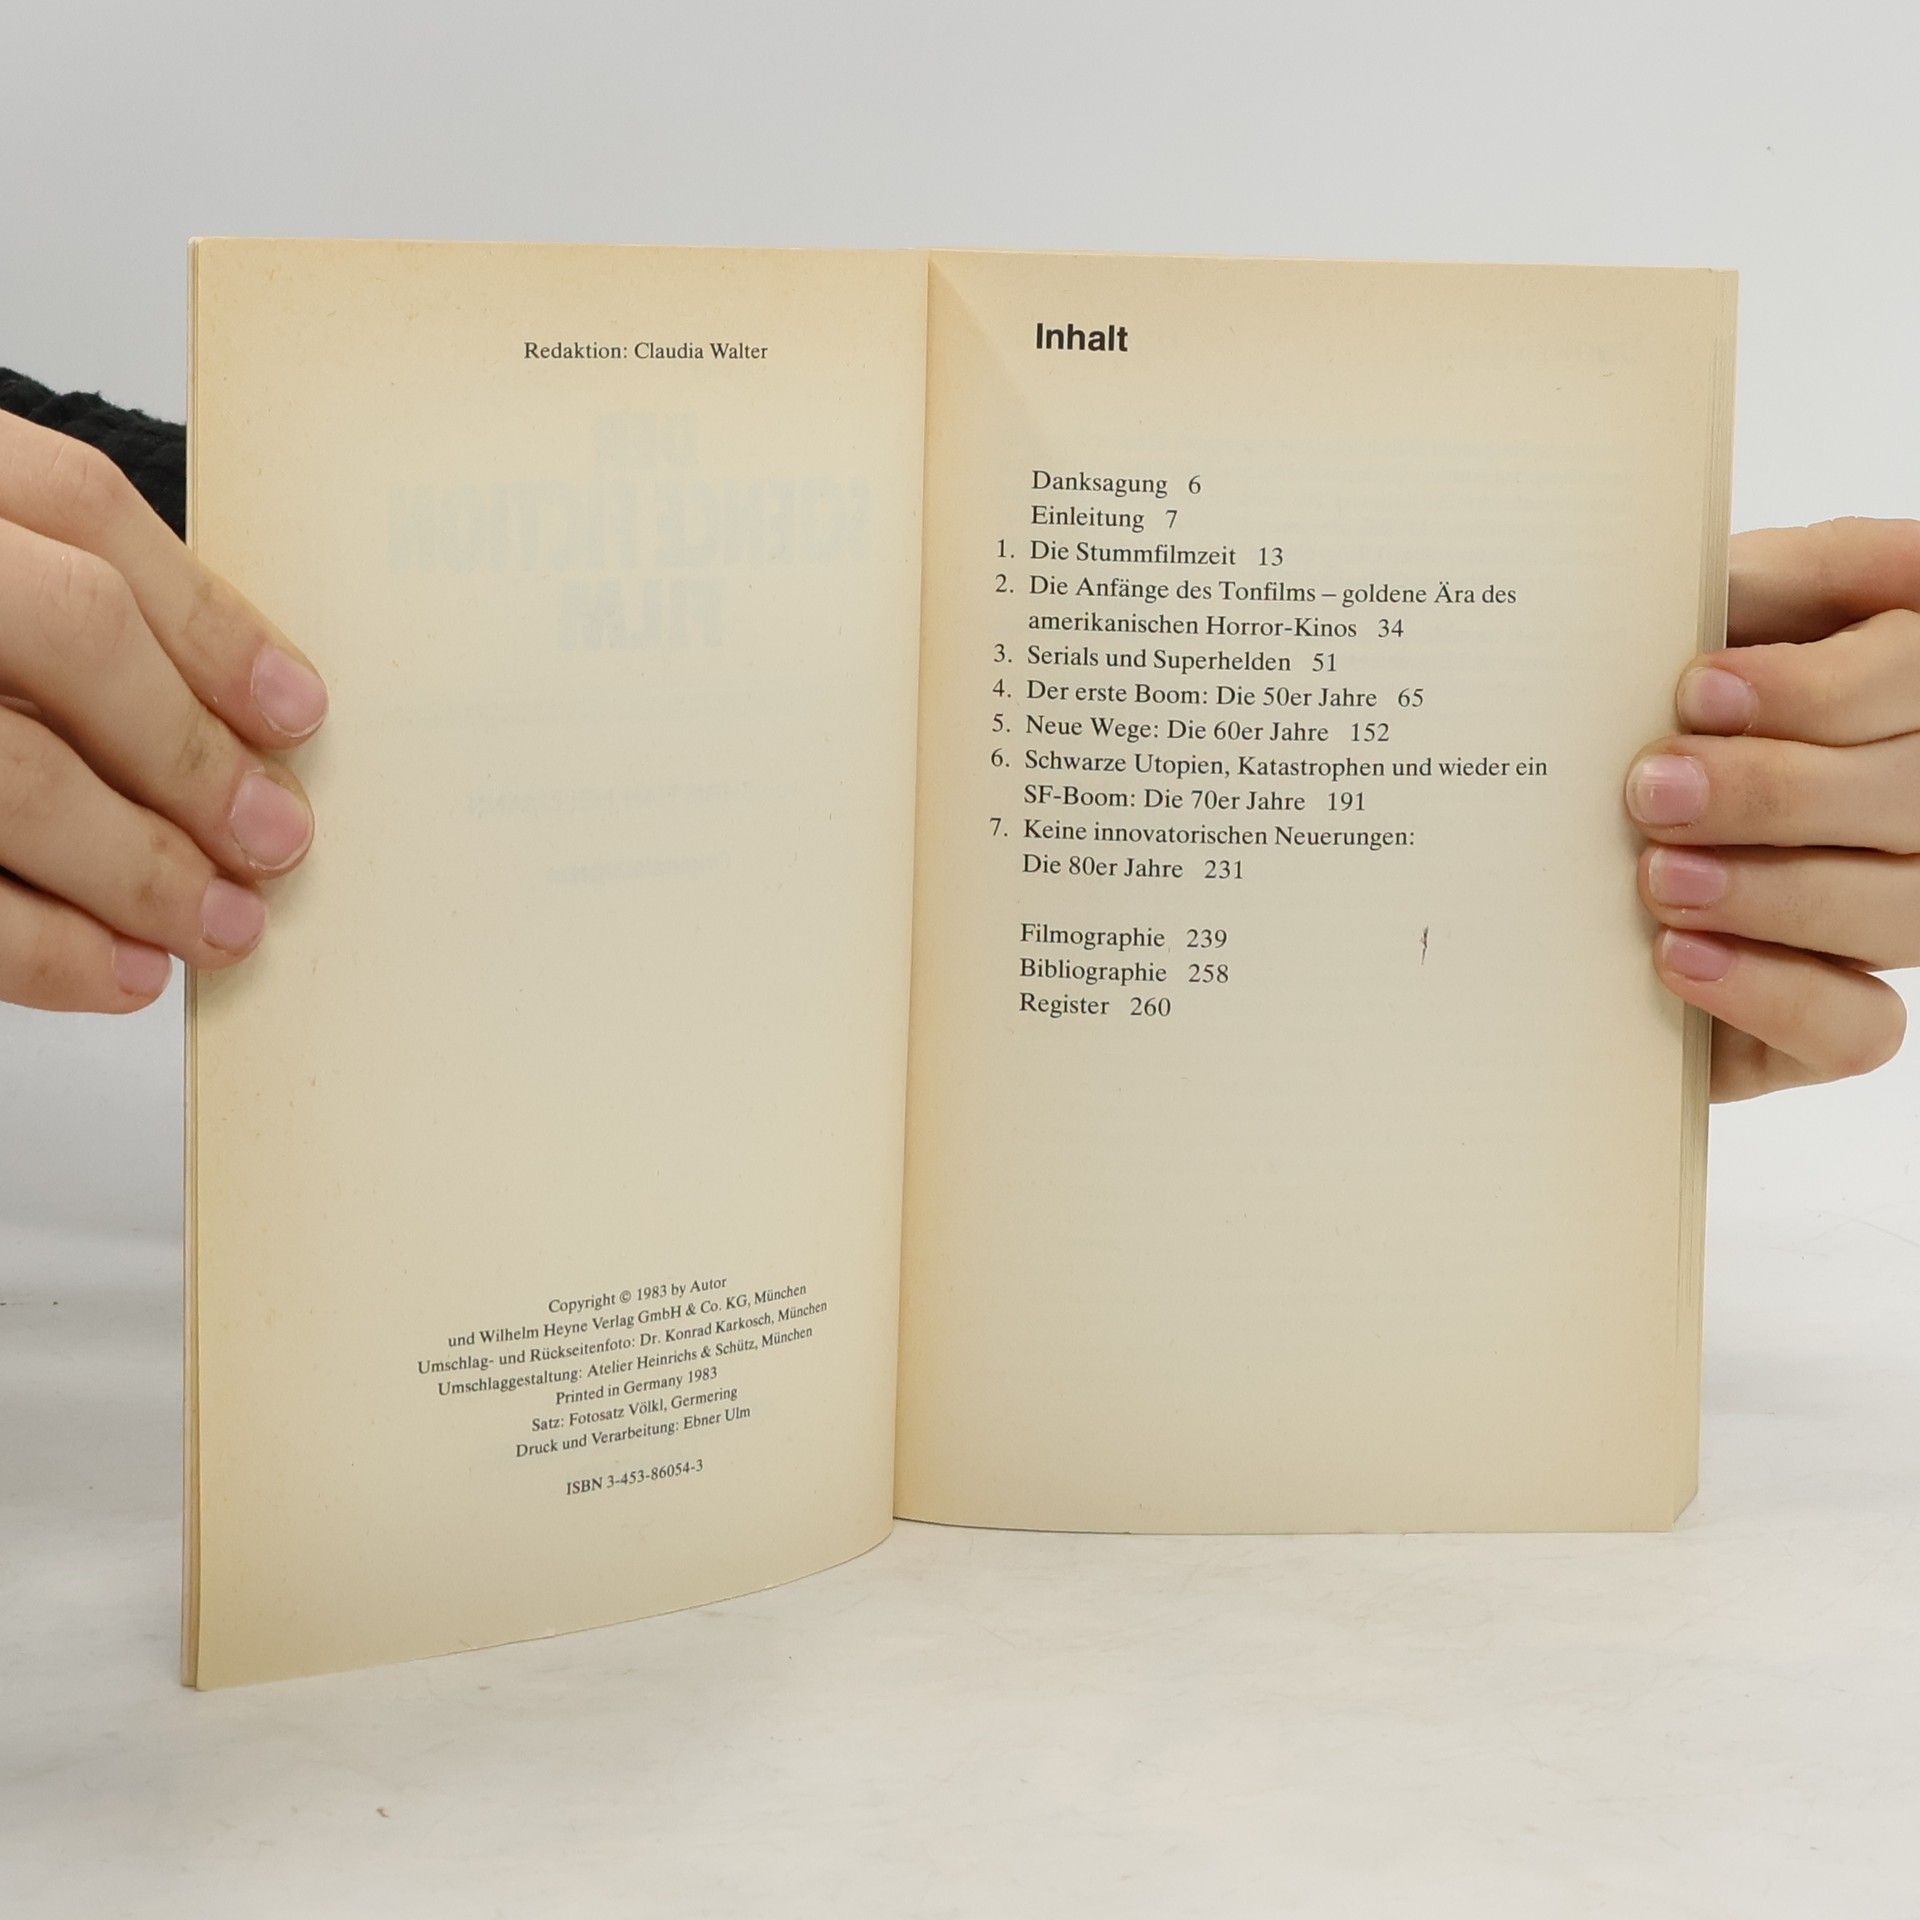 Redaktion: Claudia Walter
DER
SCIENCE FICTION
FILM
Copyright © 1983 by Autor
und Wilhelm Heyne Verlag GmbH & Co. KG, München
Umschlag- und Rückseitenfoto: Dr. Konrad Karkosch, München
Umschlaggestaltung: Atelier Heinrichs & Schütz, München
Printed in Germany 1983
Satz: Fotosatz Völkl, Germering
Druck und Verarbeitung: Ebner Ulm
ISBN 3-453-86054-3
Inhalt
Danksagung 6
Einleitung 7
1. Die Stummfilmzeit 13
2. Die Anfänge des Tonfilms – goldene Ära des
amerikanischen Horror-Kinos 34
3. Serials und Superhelden 51
4. Der erste Boom: Die 50er Jahre 65
5. Neue Wege: Die 60er Jahre 152
6. Schwarze Utopien, Katastrophen und wieder ein
SF-Boom: Die 70er Jahre 191
7. Keine innovatorischen Neuerungen:
Die 80er Jahre 231
Filmographie 239
Bibliographie 258
Register 260